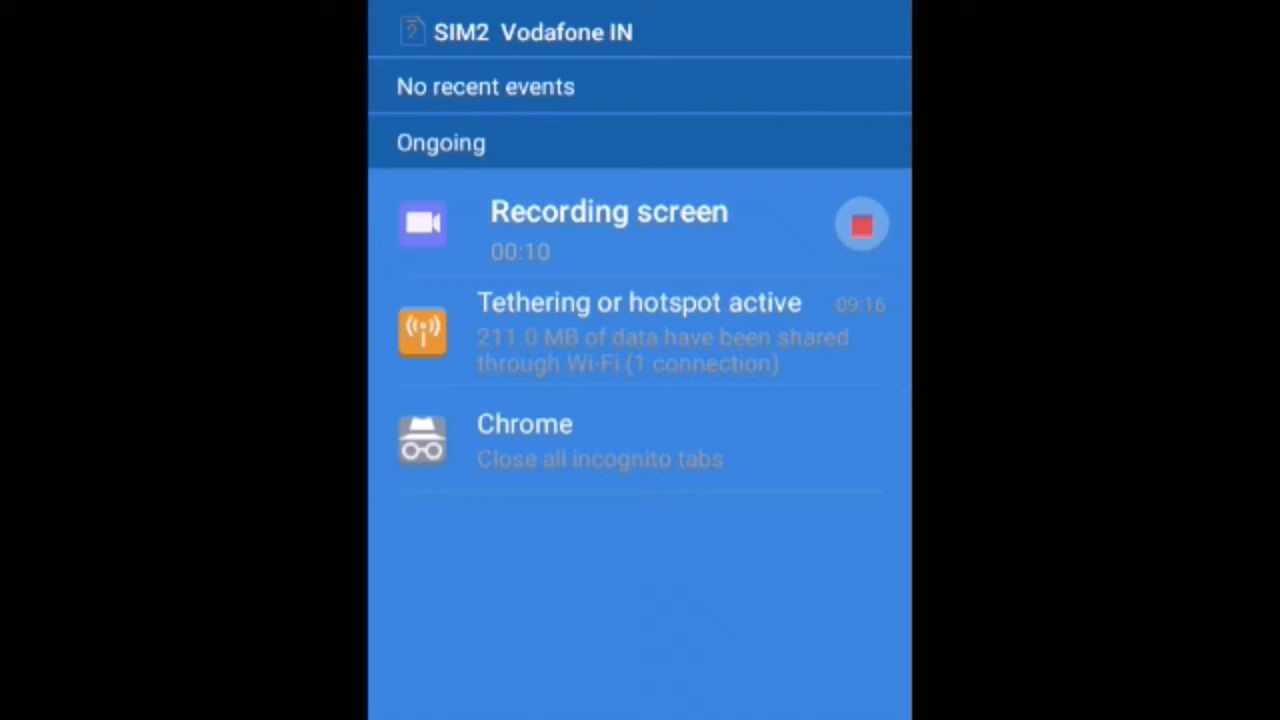 2 SIM2 Vodafone IN
No recent events
Ongoing
Recording screen
00:10
Tethering or hotspot active 09:16
211.0 MB of data have been shared
through Wi-Fi (1 connection)
Chrome
Close all incognito tabs